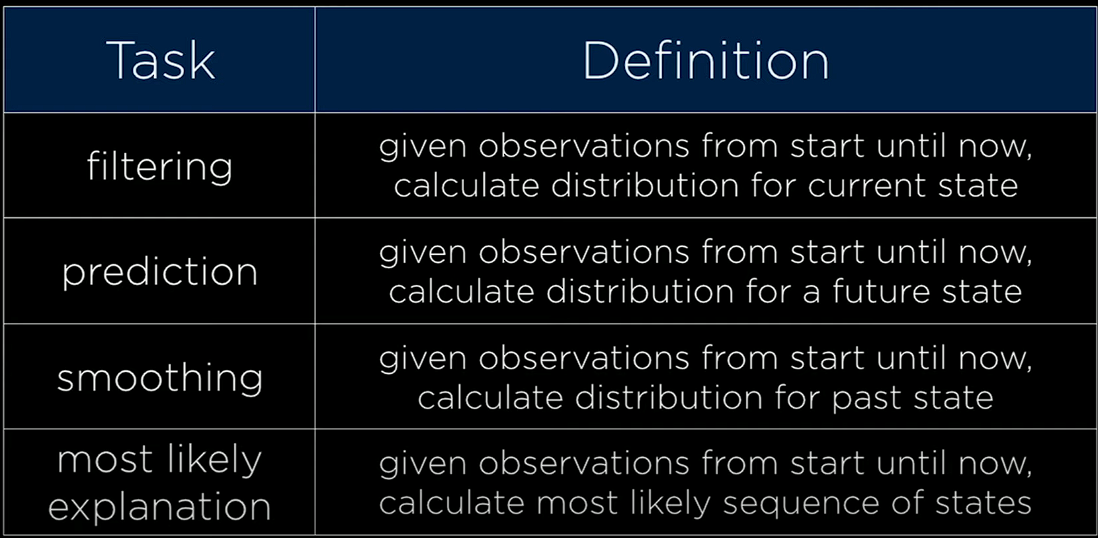 Task
Definition
filtering
given observations from start until now,
calculate distribution for current state
prediction
given observations from start until now,
calculate distribution for a future state
smoothing
given observations from start until now,
calculate distribution for past state
most likely
explanation
given observations from start until now,
calculate most likely sequence of states